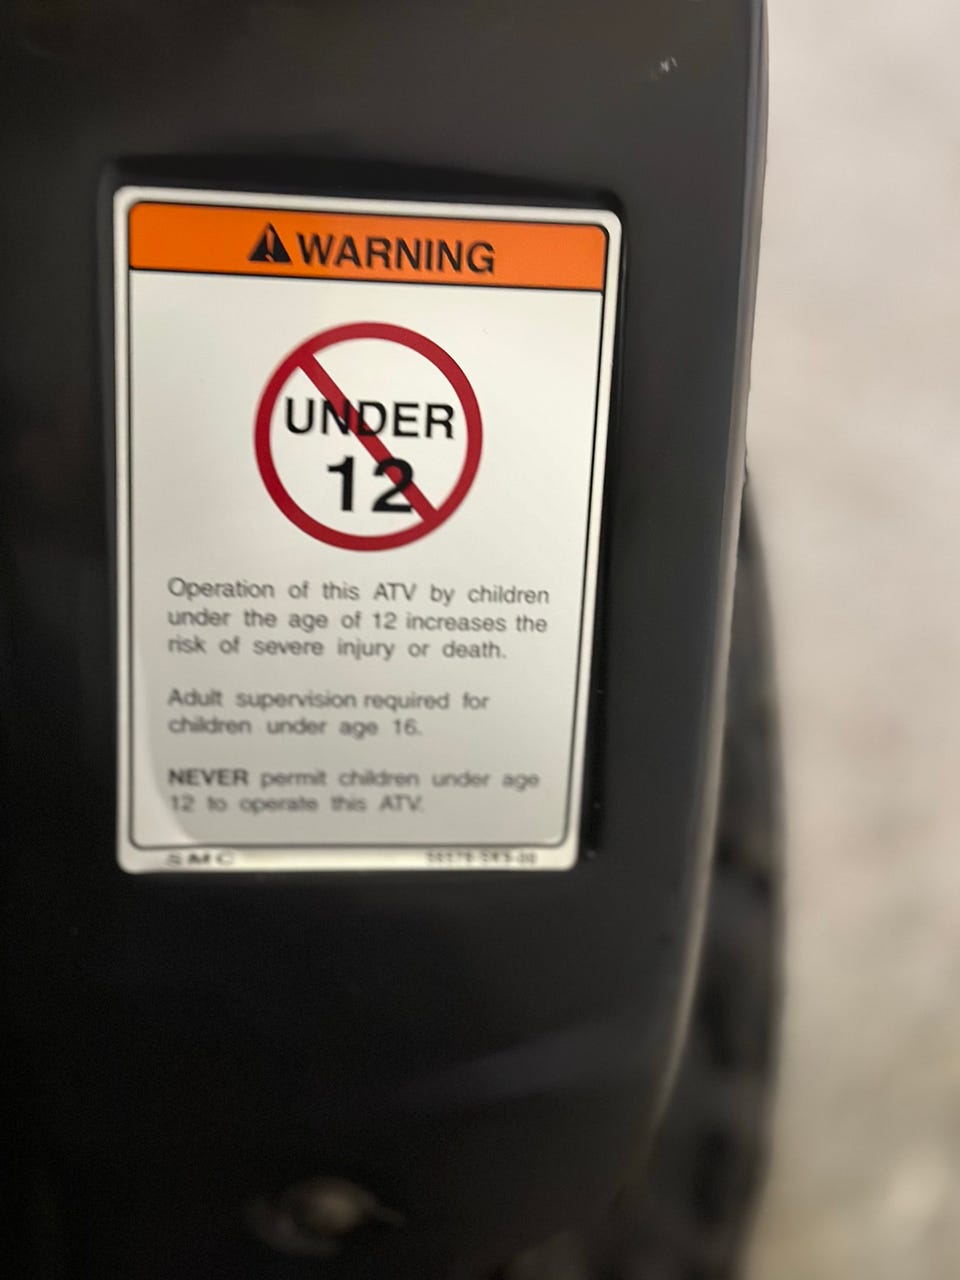 WARNING
UNDER
12
Operation of this ATV by children
under the age of 12 increases the
risk of severe injury or death.
Adult supervision required for
children under age 16.
NEVER permit children under age
12 to operate this ATV.
SMC